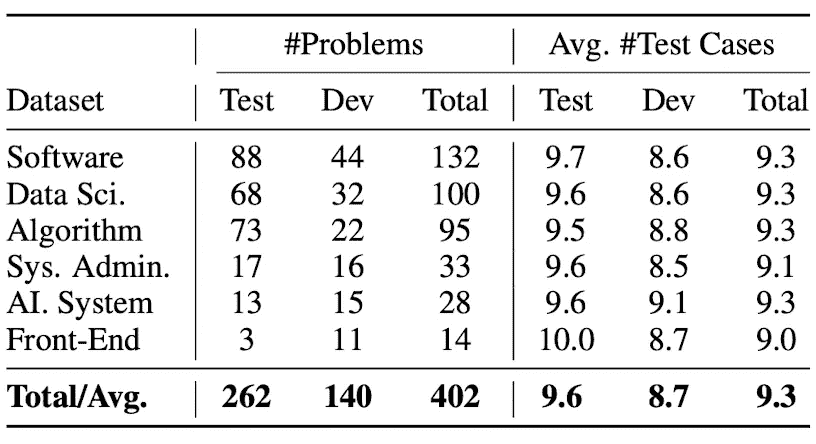 #Problems Avg. #Test Cases
Dataset Test Dev Total Test Dev Total
Software 88 44 132 9.7 8.6 9.3
Data Sci. 68 32 100 9.6 8.6 9.3
Algorithm 73 22 95 9.5 8.8 9.3
Sys. Admin. 17 16 33 9.6 8.5 9.1
AI. System 13 15 28 9.6 9.1 9.3
Front-End 3 11 14 10.0 8.7 9.0
Total/Avg. 262 140 402 9.6 8.7 9.3